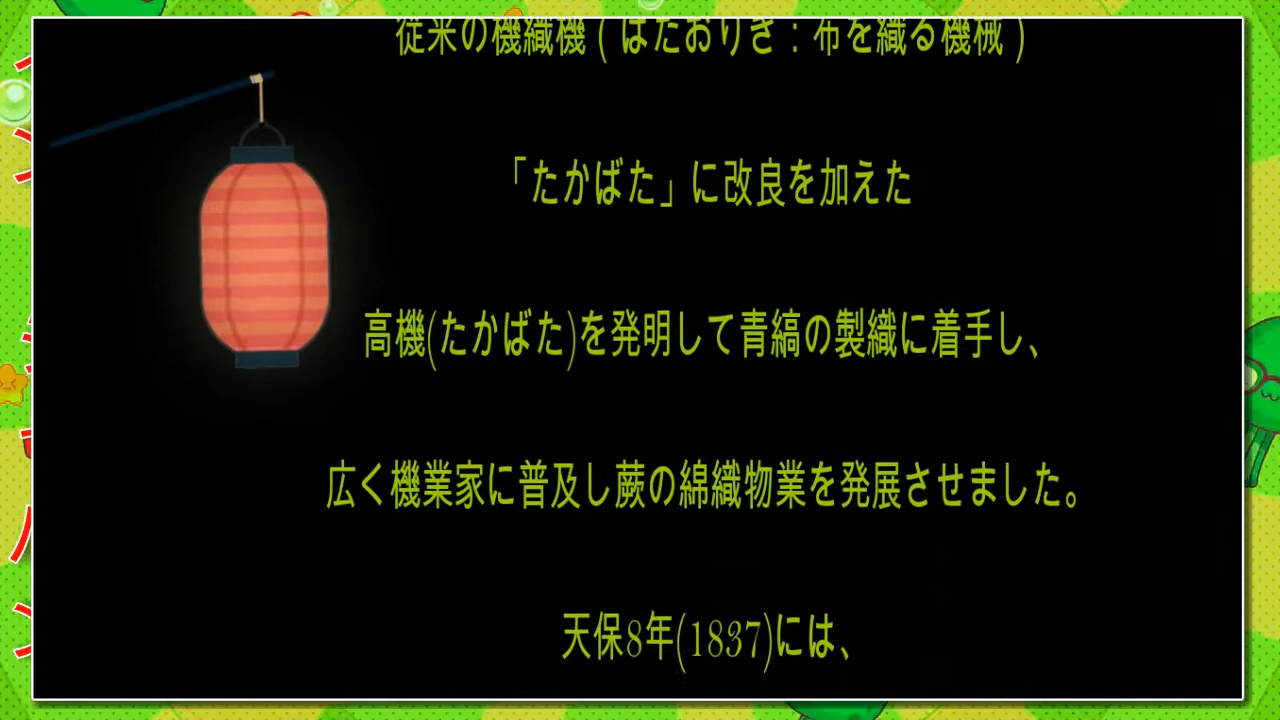 従来の機織機（はたおりき：布を織る機械）
「たかばた」に改良を加えた
高機(たかばた)を発明して青縞の製織に着手し、
広く機業家に普及し蕨の綿織物業を発展させました。
天保8年(1837)には、